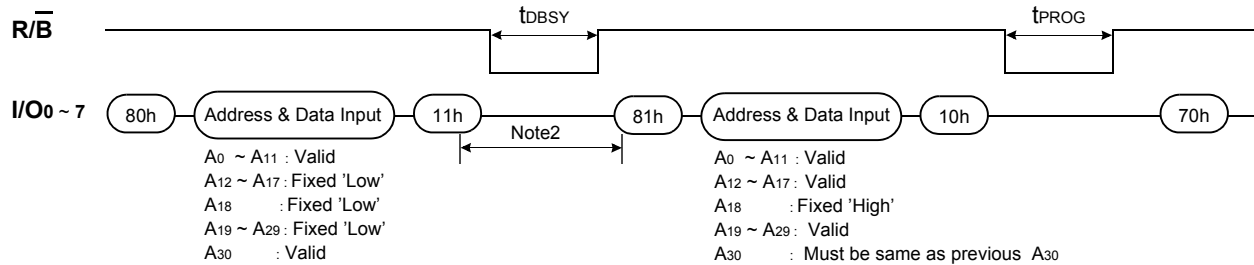 tDBSY tPROG
R/B
I/O0 ~ 7 80h Address & Data Input 11h 81h Address & Data Input 10h 70h
Note2
A0 ~ A11 : Valid
A12 ~ A17 : Fixed 'Low'
A18 : Fixed 'Low'
A19 ~ A29 : Fixed 'Low'
A30 : Valid
A0 ~ A11 : Valid
A12 ~ A17 : Valid
A18 : Fixed 'High'
A19 ~ A29 : Valid
A30 : Must be same as previous A30